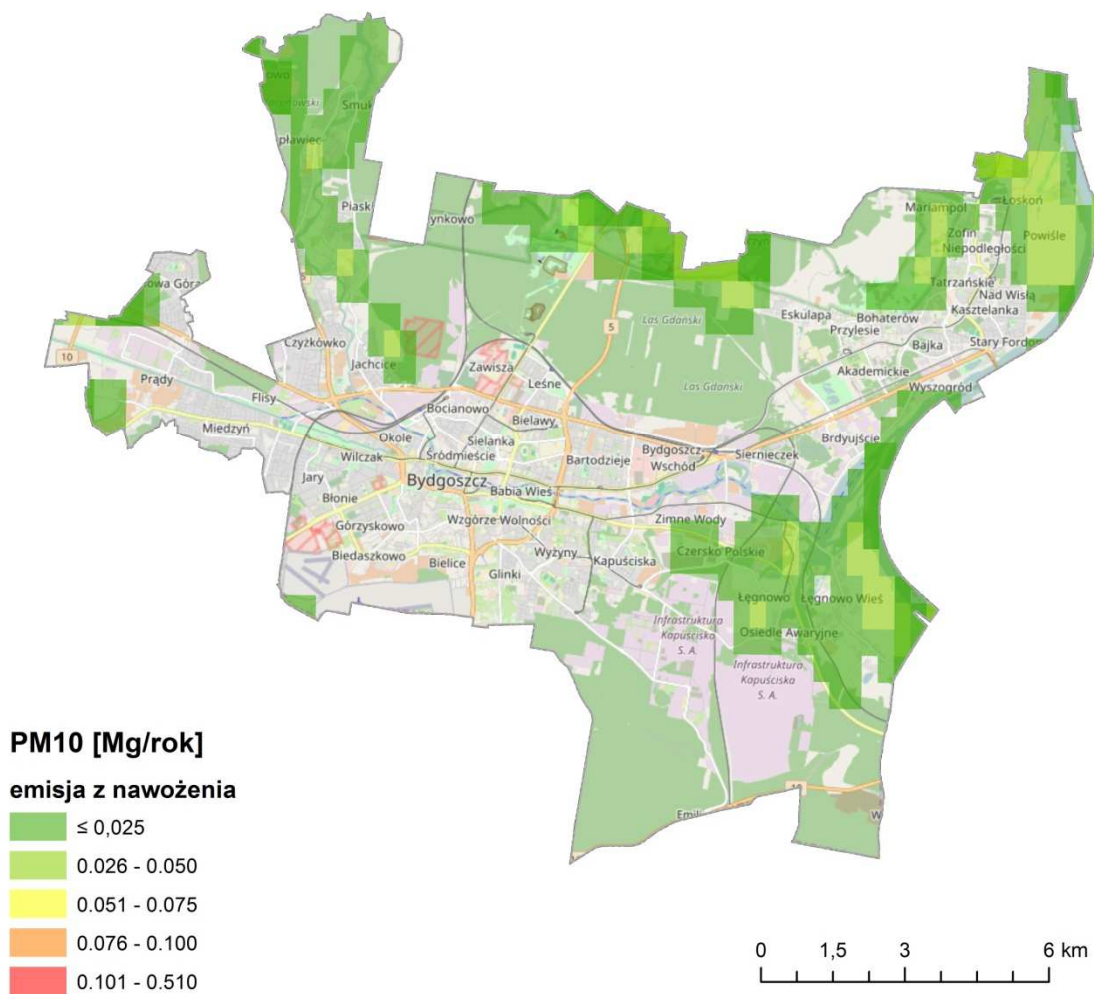 Smuk
pławiec
Piaski
ynkowo
Mariampol
Łoskoń
Zofin
Powiśle
Niepodległości
owa Góra
Tatrzańskie
Nad Wisłą
Eskulapa
Bohaterów
Kasztelanka
Przylesie
Las Gdański
5
10
Czyżkówko
Bajka
Stary Fordon
Prądy
Jachcice
Zawisza
Leśne
Las Gdański
Akademickie
Wyszogród
Flisy
Miedzyń
Bocianowo
Bielawy
Okole
Sielanka
Brdyujście
Wilczak
Śródmieście
Bartodzieje
Bydgoszcz
Wschód
Siernieczek
Jary
Bydgoszcz
Babia Wieś
Błonie
Górzyskowo
Wzgórze Wolności
Zimne Wody
Biedaszkowo
Bielice
Glinki
Wyżyny
Kapuściska
Czersko Polskie
Łęgnowo
Łęgnowo Wieś
Infrastruktura
Kapuścisko
S. A.
Osiedle Awaryjne
Infrastruktura
Kapuściska
S. A.
Emili
W
PM10 [Mg/rok]
emisja z nawożenia
≤ 0,025
0.026 - 0.050
0.051 - 0.075
0.076 - 0.100
0.101 - 0.510
0 1,5 3 6 km